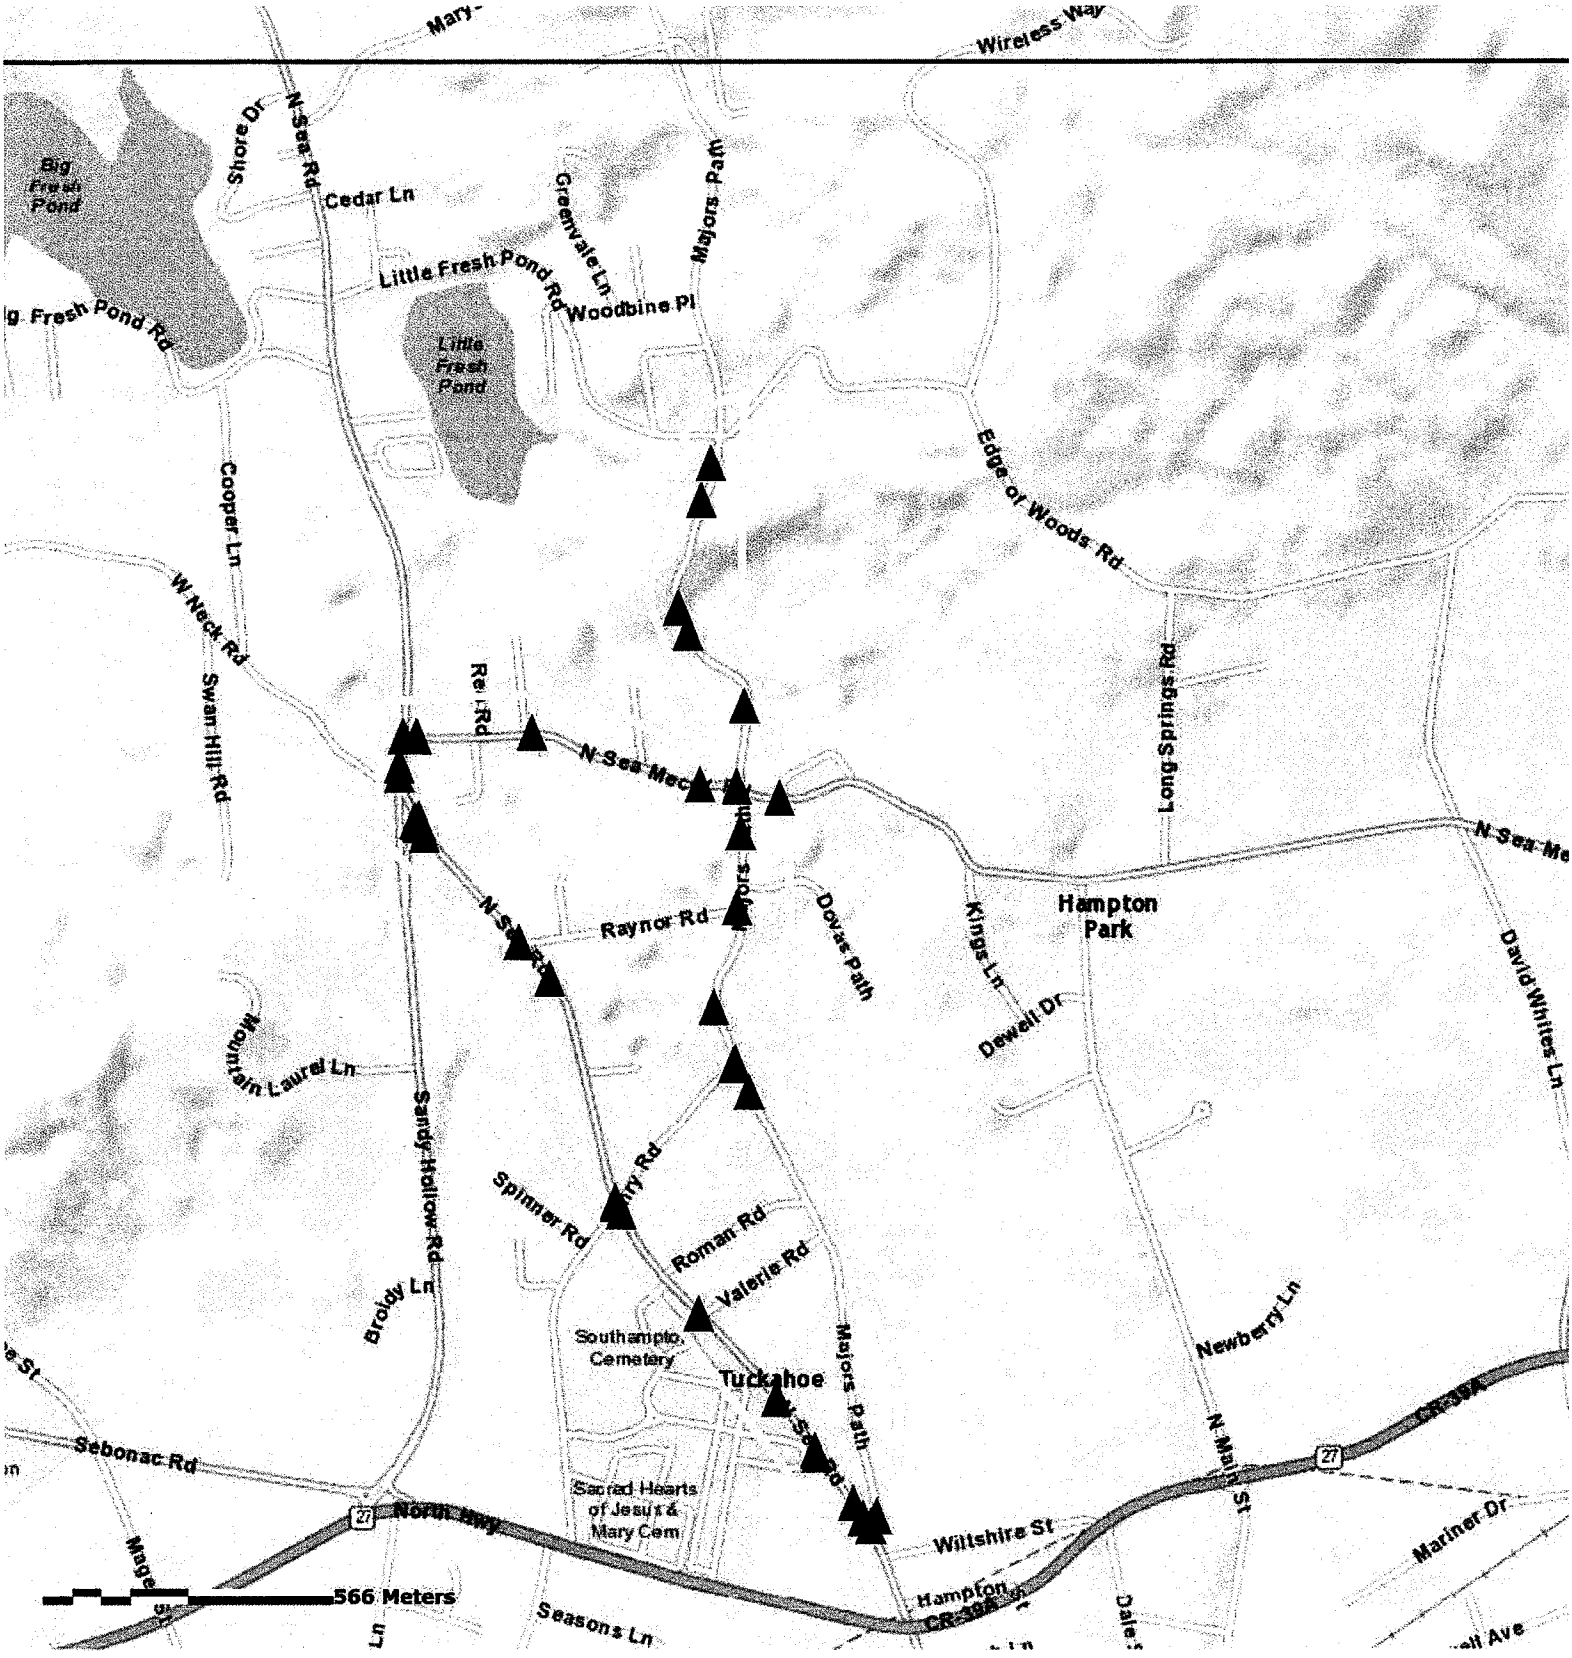 Wireless Way
N Sea Rd
Shore Dr
Majors Path
Big
Fresh
Pond
Cedar Ln
Greenvale Ln
Little Fresh Pond Rd
Woodbine Pl
Fresh Pond Rd
Little
Fresh
Pond
Edge of Woods Rd
Cooper Ln
W Neck Rd
Swan Hill Rd
Rd
Long Springs Rd
N Sea
N Sea
Raynor Rd
Dovas Path
Kings Ln
Hampton
Park
David Whites Ln
Dewell Dr
Mountain Laurel Ln
Sandy Hollow Rd
Spinner Rd
Rd
Roman Rd
Valerie Rd
Broidy Ln
Newberry Ln
Cemetery
Tuckahoe
Majors Path
N Main St
CR-39A
27
Sebonac Rd
Sacred Hearts
of Jesus &
Mary Cem
27
North Hwy
Wiltshire St
Mariner Dr
566 Meters
Hampton
CR-39A
Seasons Ln
Ln
Ln
Ave